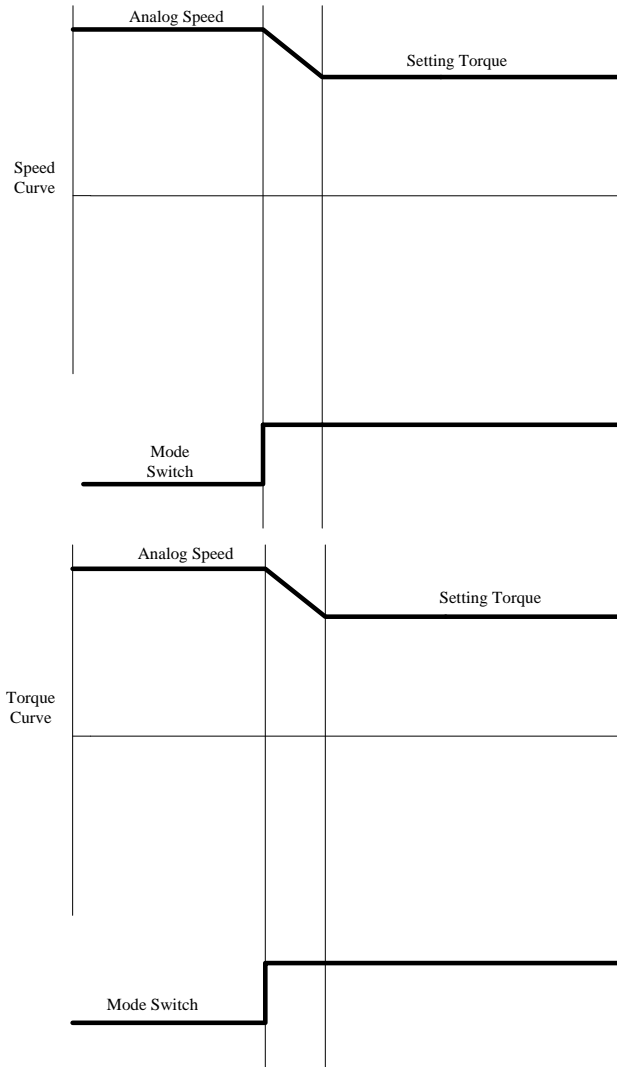 Analog Speed
Setting Torque
Speed
Curve
Mode
Switch
Analog Speed
Setting Torque
Torque
Curve
Mode Switch